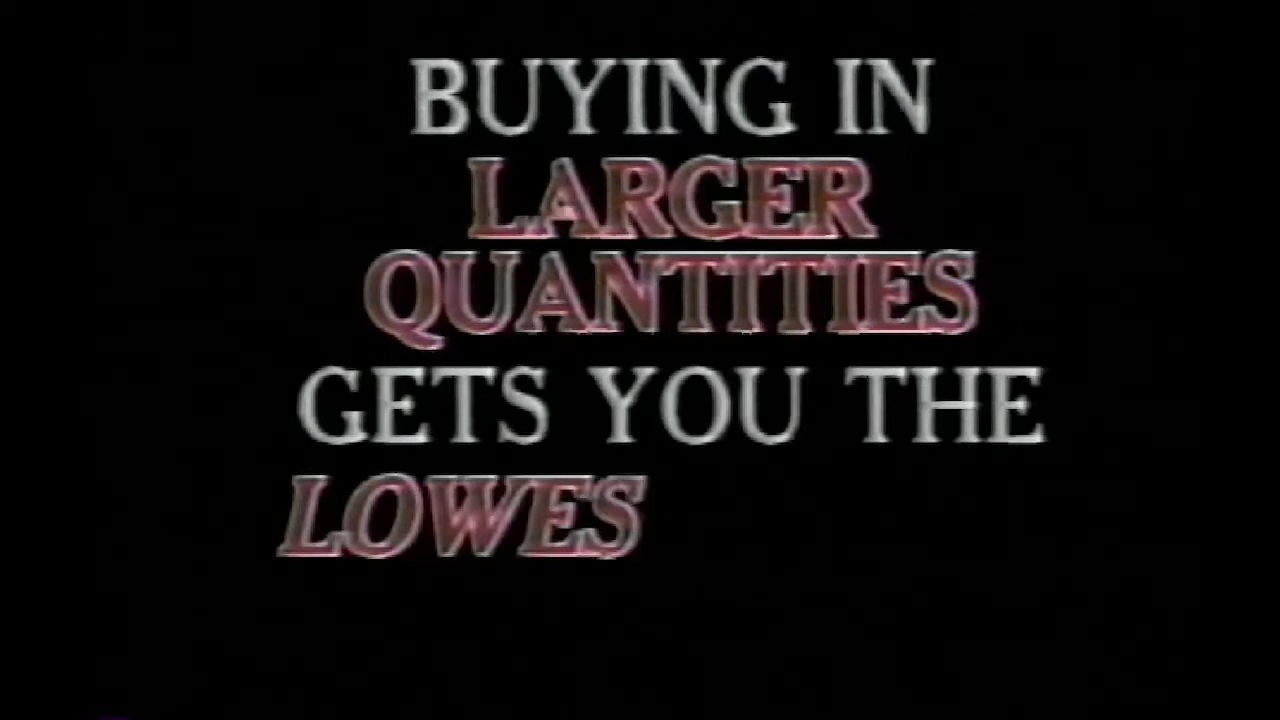 BUYING IN
LARGER
QUANTITIES
GETS YOU THE
LOWES